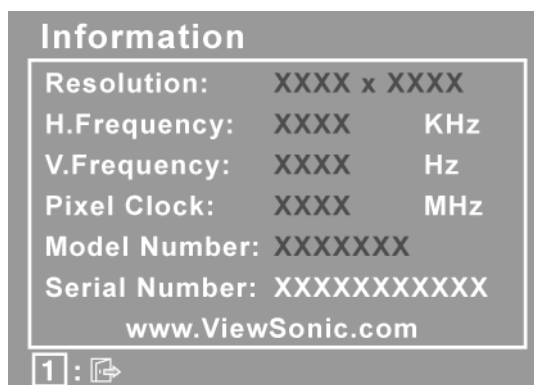 Information
Resolution: XXXX x XXXX
H.Frequency: XXXX KHz
V.Frequency: XXXX Hz
Pixel Clock: XXXX MHz
Model Number: XXXXXXX
Serial Number: XXXXXXXXXXX
www.ViewSonic.com
1 :